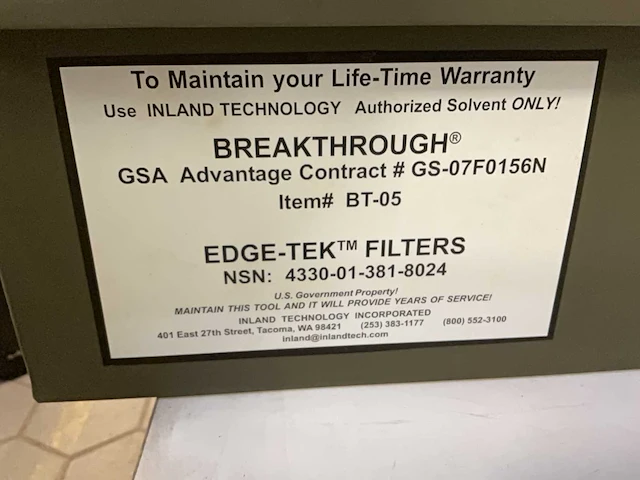 To Maintain your Life-Time Warranty
Use INLAND TECHNOLOGY Authorized Solvent ONLY!
BREAKTHROUGH®
GSA Advantage Contract # GS-07F0156N
Item# BT-05
EDGE-TEK™ FILTERS
NSN: 4330-01-381-8024
U.S. Government Property!
MAINTAIN THIS TOOL AND IT WILL PROVIDE YEARS OF SERVICE!
INLAND TECHNOLOGY INCORPORATED
401 East 27th Street, Tacoma, WA 98421 (253) 383-1177 (800) 552-3100
inland@inlandtech.com